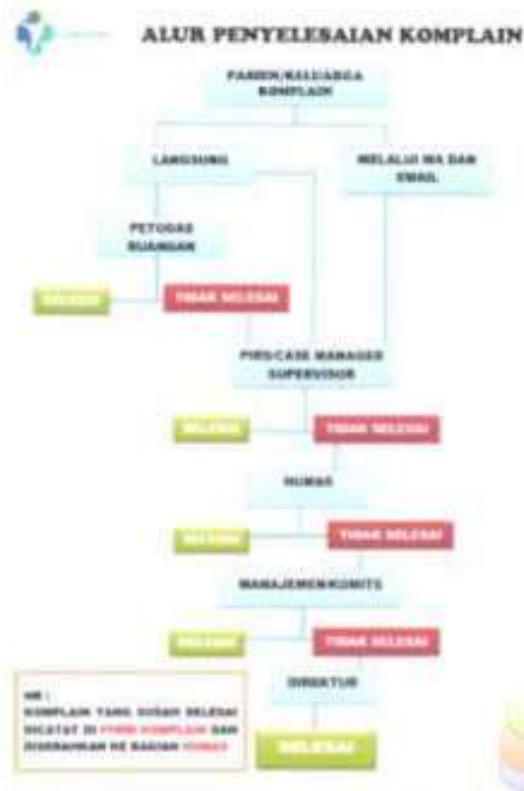 ALUR PENYELESAIAN KOMPLAIN
PASIEN/KELUARGA
KOMPLAIN
LANGSUNG
MELALUI WA DAN
EMAIL
PETUGAS
RUANGAN
SELESAI
TIDAK SELESAI
CASE MANAGER
SUPERVISOR
SELESAI
TIDAK SELESAI
HUMAS
SELESAI
TIDAK SELESAI
MANAJEMEN/KOMITE
SELESAI
TIDAK SELESAI
DIREKTUR
SELESAI
NB :
KOMPLAIN YANG SUDAH SELESAI
DICATAT DI FORM KOMPLAIN DAN
DISERAHKAN KE BAGIAN HUMAS